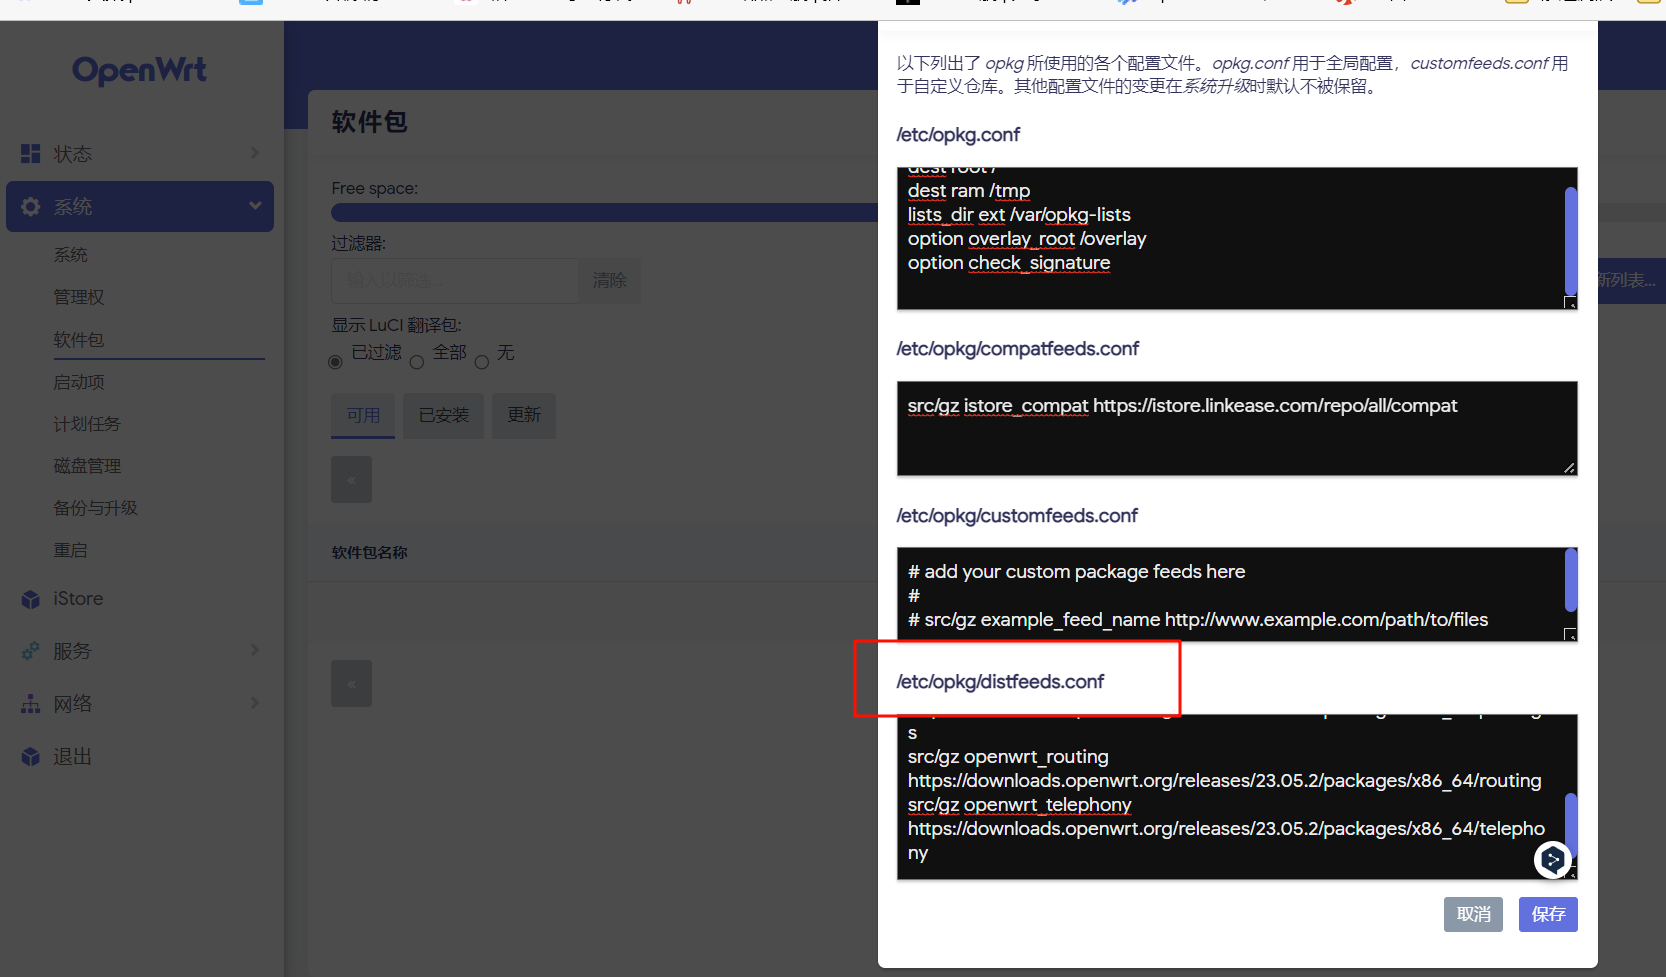 OpenWrt
状态
系统
系统
管理权
软件包
启动项
计划任务
磁盘管理
备份与升级
重启
iStore
服务
网络
退出
软件包
Free space:
过滤器:
输入以筛选...
清除
显示 LuCI 翻译包:
已过滤 全部 无
可用 已安装 更新
«
软件包名称
«
新列表...
以下列出了 opkg 所使用的各个配置文件。opkg.conf 用于全局配置，customfeeds.conf 用
于自定义仓库。其他配置文件的变更在系统升级时默认不被保留。
/etc/opkg.conf
dest root /
dest ram /tmp
lists_dir ext /var/opkg-lists
option overlay_root /overlay
option check_signature
/etc/opkg/compatfeeds.conf
src/gz istore_compat https://istore.linkease.com/repo/all/compat
/etc/opkg/customfeeds.conf
# add your custom package feeds here
#
# src/gz example_feed_name http://www.example.com/path/to/files
/etc/opkg/distfeeds.conf
s
src/gz openwrt_routing
https://downloads.openwrt.org/releases/23.05.2/packages/x86_64/routing
src/gz openwrt_telephony
https://downloads.openwrt.org/releases/23.05.2/packages/x86_64/telepho
ny
取消 保存